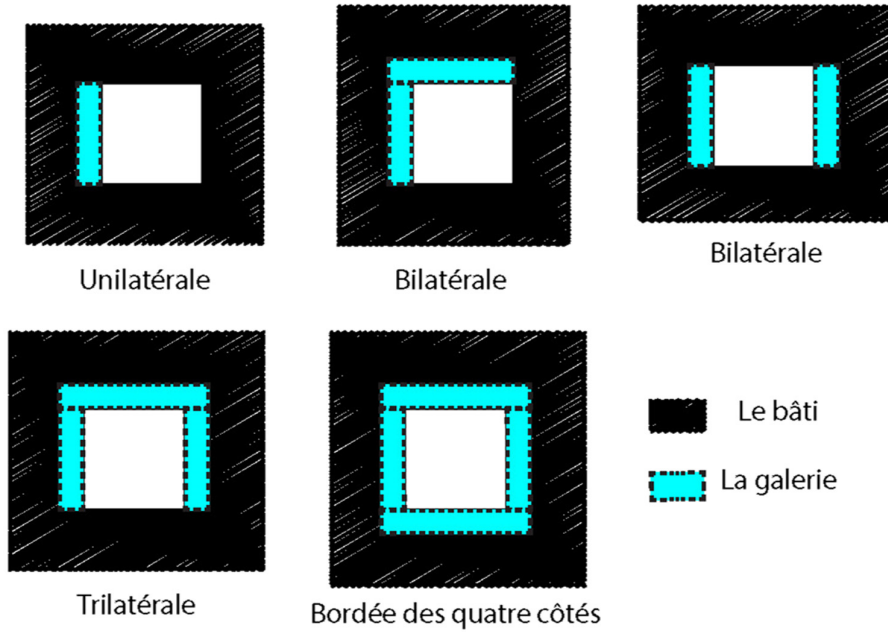 Unilatérale
Bilatérale
Bilatérale
Trilatérale
Bordée des quatre côtés
Le bâti
La galerie